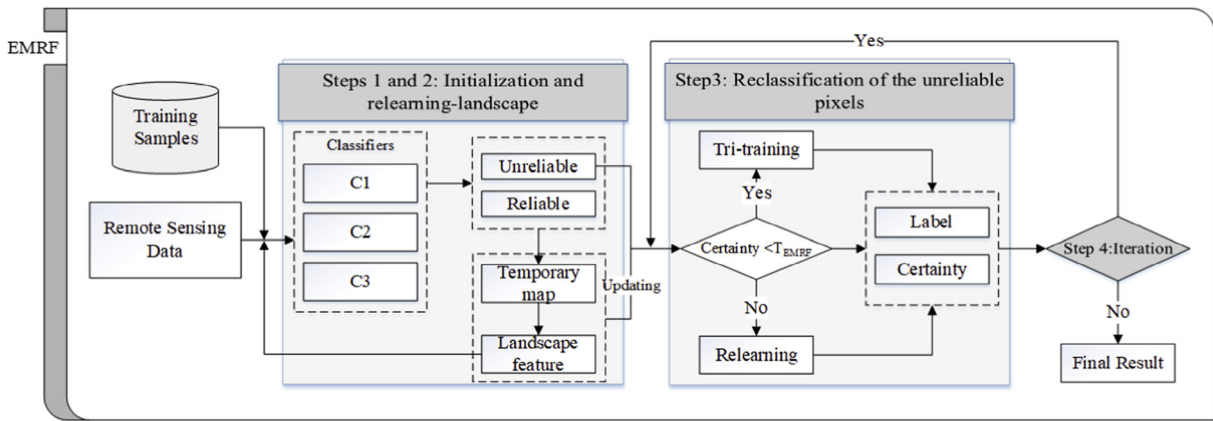 EMRF
Yes
Steps 1 and 2: Initialization and
relearning-landscape
Step3: Reclassification of the unreliable
pixels
Training
Samples
Classifiers
C1
C2
C3
Unreliable
Reliable
Remote Sensing
Data
Temporary
map
Updating
Landscape
feature
Tri-training
Yes
Certainty <T_EMRF
No
Relearning
Label
Certainty
Step 4:Iteration
No
Final Result